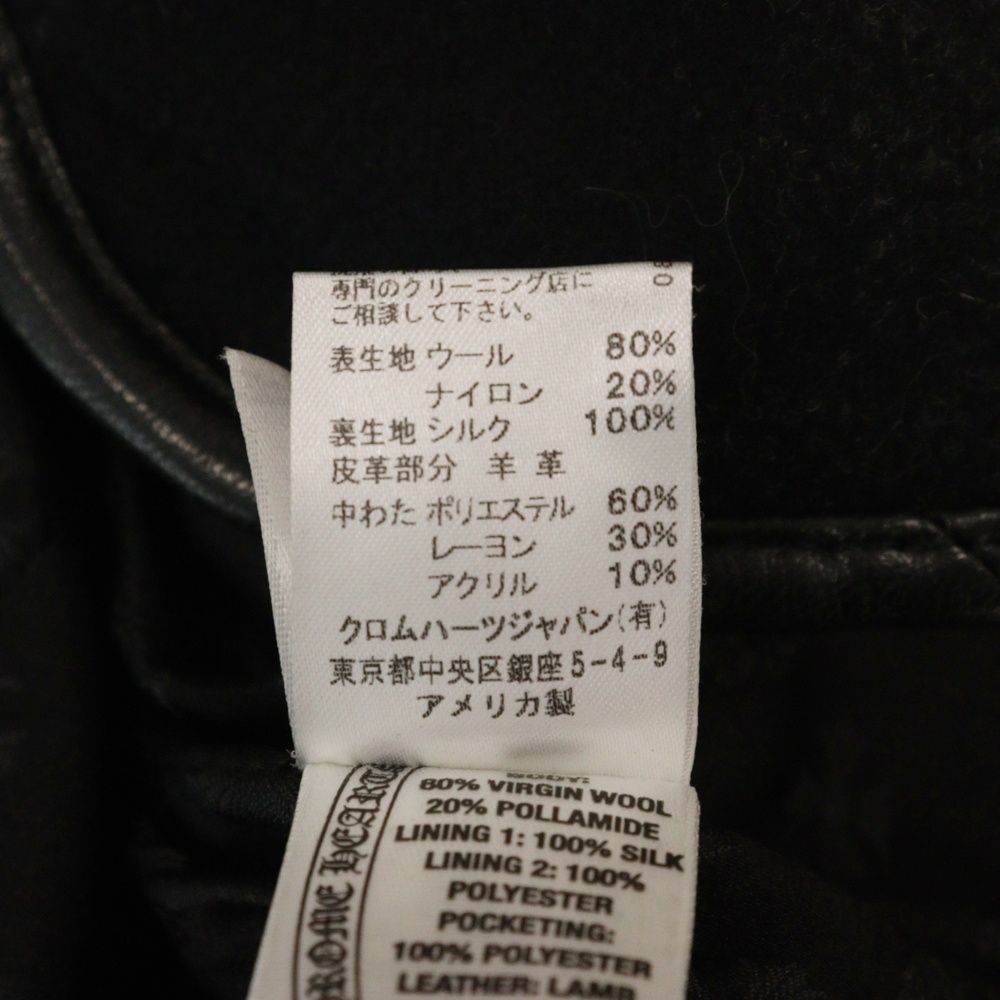 専門のクリーニング店に
ご相談して下さい。
表生地 ウール 80%
ナイロン 20%
裏生地 シルク 100%
皮革部分 羊革
中わた ポリエステル 60%
レーヨン 30%
アクリル 10%
クロムハーツジャパン(有)
東京都中央区銀座5-4-9
アメリカ製
BODY:
80% VIRGIN WOOL
20% POLLAMIDE
LINING 1: 100% SILK
LINING 2: 100%
POLYESTER
POCKETING:
100% POLYESTER
LEATHER: LAMB
ROME HEARTS